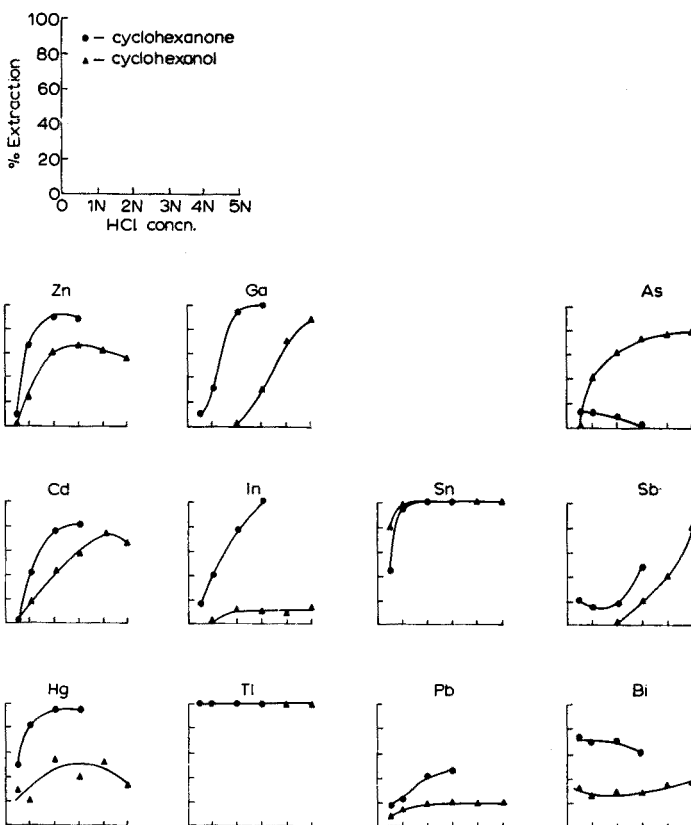 100
● – cyclohexanone
80
▲ – cyclohexanol
60
% Extraction
40
20
0
0 1N 2N 3N 4N 5N
HCl concn.
Zn Ga As
Cd In Sn Sb
Hg Tl Pb Bi